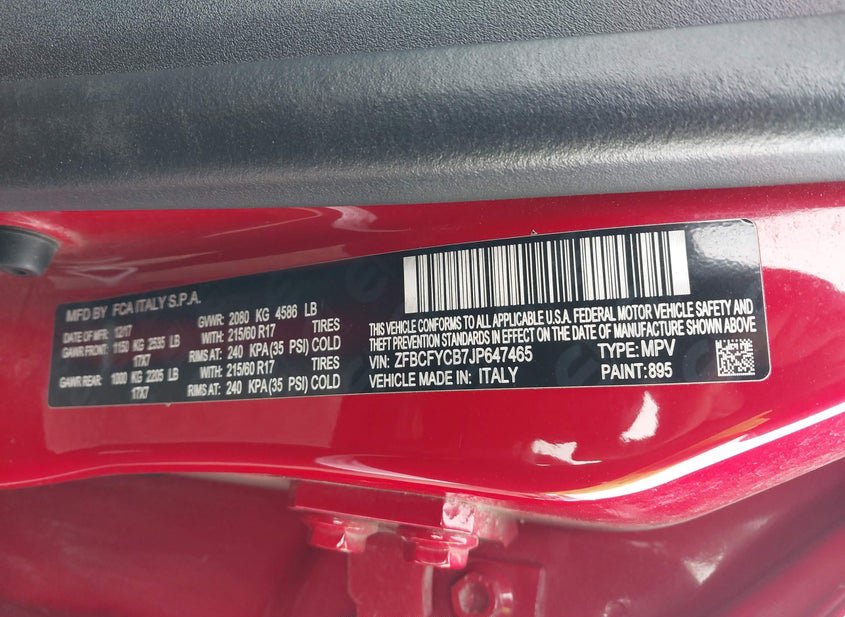 MFD BY FCA ITALY S.P.A.
DATE OF MFR: 12/17 GVWR: 2080 KG 4586 LB
GAWR FRONT: 1150 KG 2535 LB WITH: 215/60 R17 TIRES
17X7 RIMS AT: 240 KPA (35 PSI) COLD
GAWR REAR: 1000 KG 2205 LB WITH: 215/60 R17 TIRES
17X7 RIMS AT: 240 KPA (35 PSI) COLD
THIS VEHICLE CONFORMS TO ALL APPLICABLE U.S.A. FEDERAL MOTOR VEHICLE SAFETY AND
THEFT PREVENTION STANDARDS IN EFFECT ON THE DATE OF MANUFACTURE SHOWN ABOVE
VIN: ZFBCFYCB7JP647465 TYPE: MPV
VEHICLE MADE IN: ITALY PAINT: 895